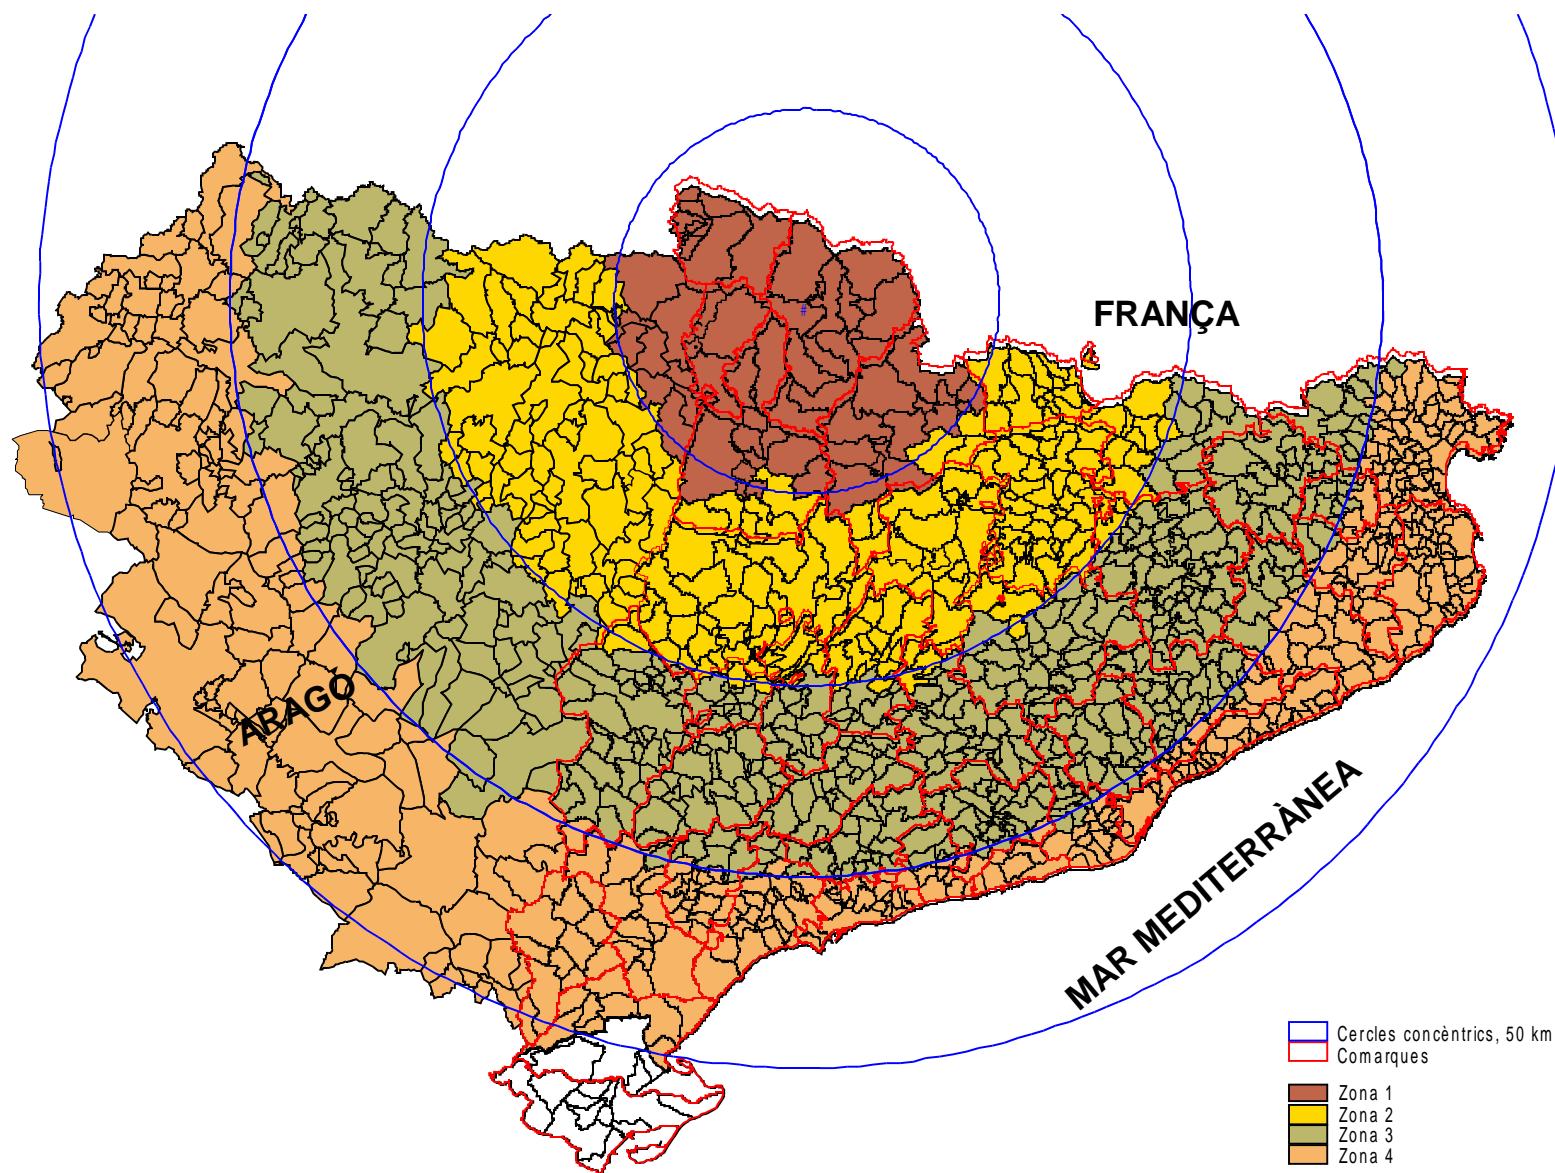 FRANÇA
ARAGÓ
MAR MEDITERRÀNEA
#
Cercles concèntrics, 50 km
Comarques
Zona 1
Zona 2
Zona 3
Zona 4